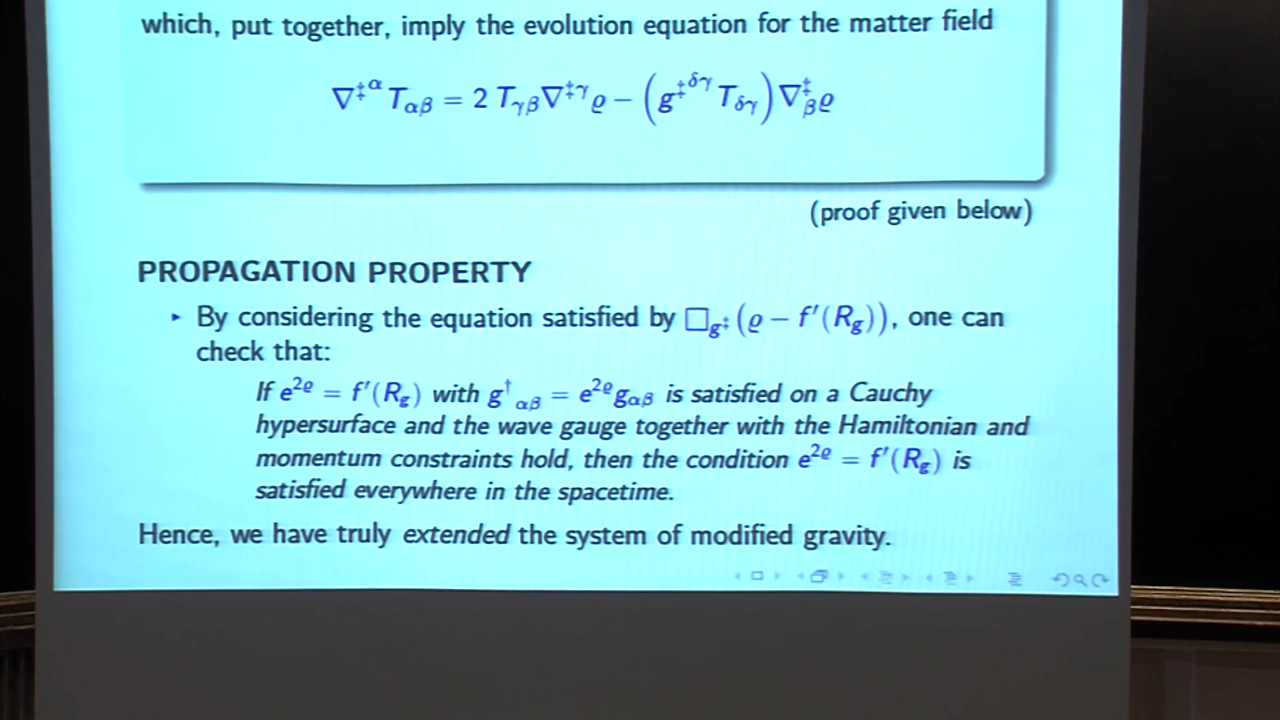 which, put together, imply the evolution equation for the matter field
∇^{‡α} T_{αβ} = 2 T_{γβ}∇^{‡γ}ϱ − (g^{‡δγ} T_{δγ})∇^‡_βϱ
(proof given below)
PROPAGATION PROPERTY
‣ By considering the equation satisfied by □_{g^‡}(ϱ − f′(R_g)), one can
check that:
If e^{2ϱ} = f′(R_g) with g^†_{αβ} = e^{2ϱ}g_{αβ} is satisfied on a Cauchy
hypersurface and the wave gauge together with the Hamiltonian and
momentum constraints hold, then the condition e^{2ϱ} = f′(R_g) is
satisfied everywhere in the spacetime.
Hence, we have truly extended the system of modified gravity.